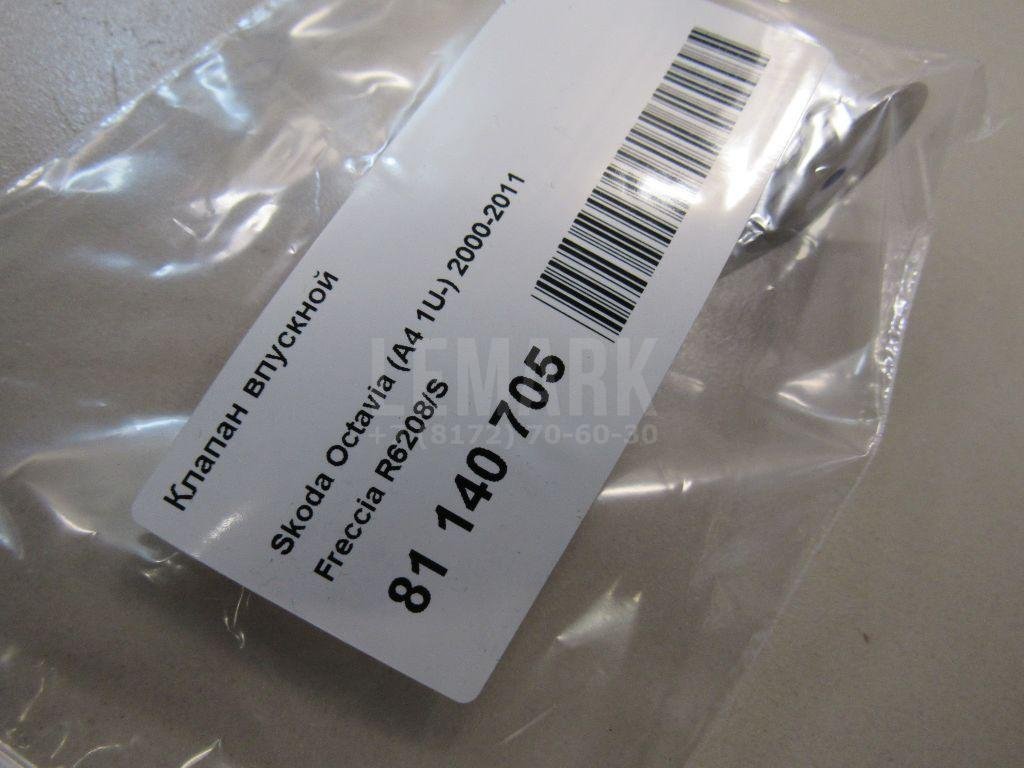 Клапан впускной
Skoda Octavia (A4 1U-) 2000-2011
Freccia R6208/S
81 140 705
LEMARK
+7 (8172) 70-60-30